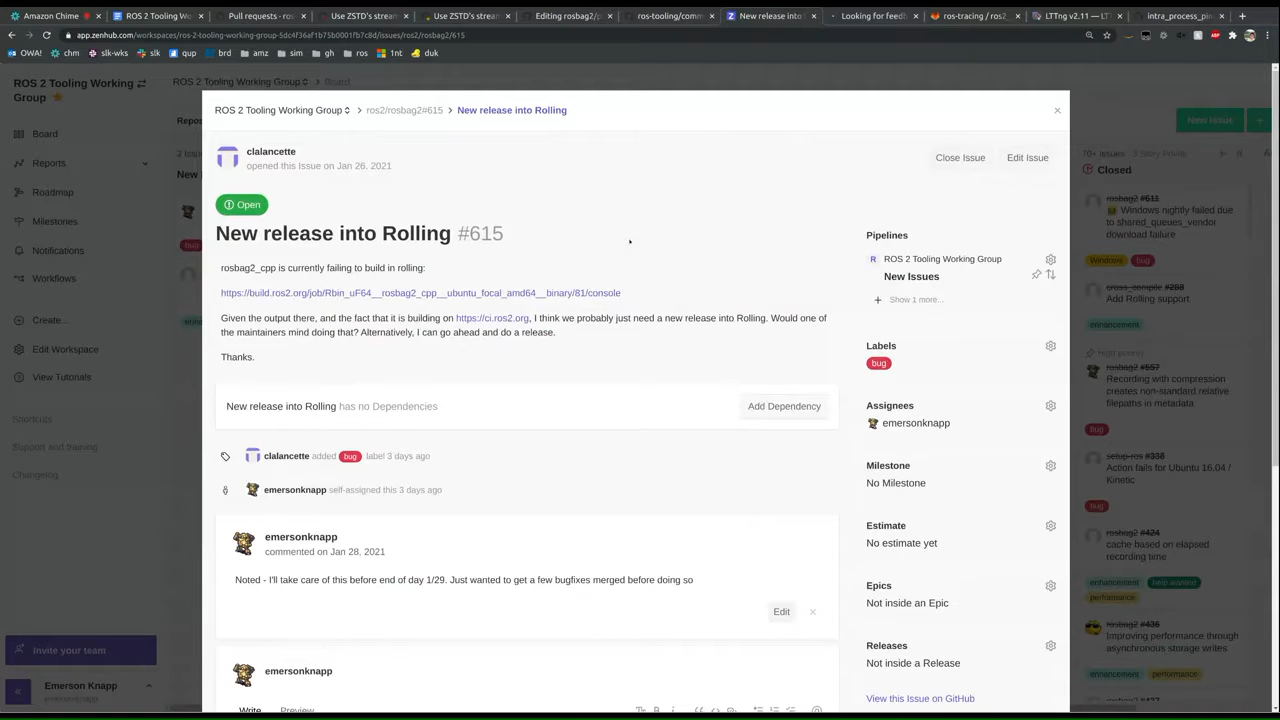 Amazon Chime
ROS 2 Tooling Wo
Pull requests · ros
Use ZSTD's stream
Use ZSTD's stream
Editing rosbag2/p
ros-tooling/comm
New release into
Looking for feedb
ros-tracing / ros2_
LTTng v2.11 — LT
intra_process_pin
app.zenhub.com/workspaces/ros-2-tooling-working-group-5dc4f36af1b75b0001fb7c8d/issues/ros2/rosbag2/615
OWA! chm slk-wks slk qup brd amz sim gh ros 1nt duk
ROS 2 Tooling Working Group
ROS 2 Tooling Working Group > Board
Board
Reports
Roadmap
Milestones
Notifications
Workflows
Create...
Edit Workspace
View Tutorials
Shortcuts
Support and training
Changelog
Invite your team
Emerson Knapp
emersonknapp
ROS 2 Tooling Working Group > ros2/rosbag2#615 > New release into Rolling
clalancette
opened this Issue on Jan 26, 2021
Close Issue
Edit Issue
Open
New release into Rolling #615
rosbag2_cpp is currently failing to build in rolling:
https://build.ros2.org/job/Rbin_uF64__rosbag2_cpp__ubuntu_focal_amd64__binary/81/console
Given the output there, and the fact that it is building on https://ci.ros2.org, I think we probably just need a new release into Rolling. Would one of
the maintainers mind doing that? Alternatively, I can go ahead and do a release.
Thanks.
New release into Rolling has no Dependencies
Add Dependency
clalancette added bug label 3 days ago
emersonknapp self-assigned this 3 days ago
emersonknapp
commented on Jan 28, 2021
Noted - I'll take care of this before end of day 1/29. Just wanted to get a few bugfixes merged before doing so
Edit
emersonknapp
Write Preview
Pipelines
R ROS 2 Tooling Working Group
New Issues
Show 1 more...
Labels
bug
Assignees
emersonknapp
Milestone
No Milestone
Estimate
No estimate yet
Epics
Not inside an Epic
Releases
Not inside a Release
View this Issue on GitHub
New Issue
Closed
rosbag2 #611
Windows nightly failed due
to shared_queues_vendor
download failure
Windows bug
cross_compile #288
Add Rolling support
enhancement
High priority
rosbag2 #557
Recording with compression
creates non-standard relative
filepaths in metadata
bug
setup-ros #338
Action fails for Ubuntu 16.04 /
Kinetic
bug
rosbag2 #424
cache based on elapsed
recording time
enhancement help wanted
performance
rosbag2 #436
Improving performance through
asynchronous storage writes
enhancement performance